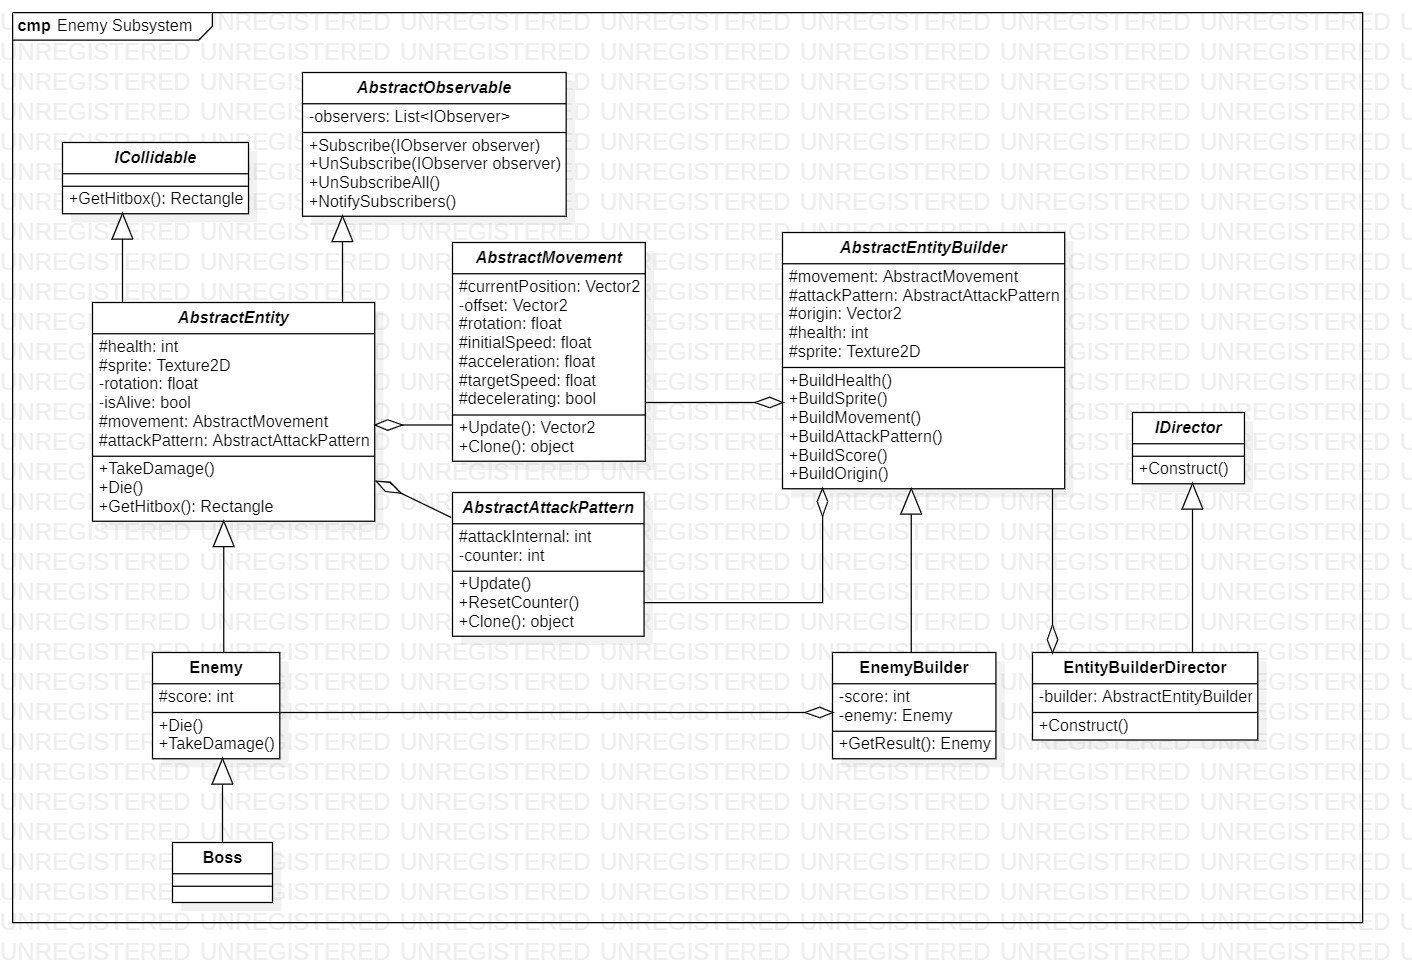 cmp Enemy Subsystem
AbstractObservable
-observers: List<IObserver>
+Subscribe(IObserver observer)
+UnSubscribe(IObserver observer)
+UnSubscribeAll()
+NotifySubscribers()
ICollidable
+GetHitbox(): Rectangle
AbstractMovement
#currentPosition: Vector2
-offset: Vector2
#rotation: float
#initialSpeed: float
#acceleration: float
#targetSpeed: float
#decelerating: bool
+Update(): Vector2
+Clone(): object
AbstractEntityBuilder
#movement: AbstractMovement
#attackPattern: AbstractAttackPattern
#origin: Vector2
#health: int
#sprite: Texture2D
+BuildHealth()
+BuildSprite()
+BuildMovement()
+BuildAttackPattern()
+BuildScore()
+BuildOrigin()
AbstractEntity
#health: int
#sprite: Texture2D
-rotation: float
-isAlive: bool
#movement: AbstractMovement
#attackPattern: AbstractAttackPattern
+TakeDamage()
+Die()
+GetHitbox(): Rectangle
IDirector
+Construct()
AbstractAttackPattern
#attackInternal: int
-counter: int
+Update()
+ResetCounter()
+Clone(): object
Enemy
#score: int
+Die()
+TakeDamage()
EnemyBuilder
-score: int
-enemy: Enemy
+GetResult(): Enemy
EntityBuilderDirector
-builder: AbstractEntityBuilder
+Construct()
Boss
UNREGISTERED